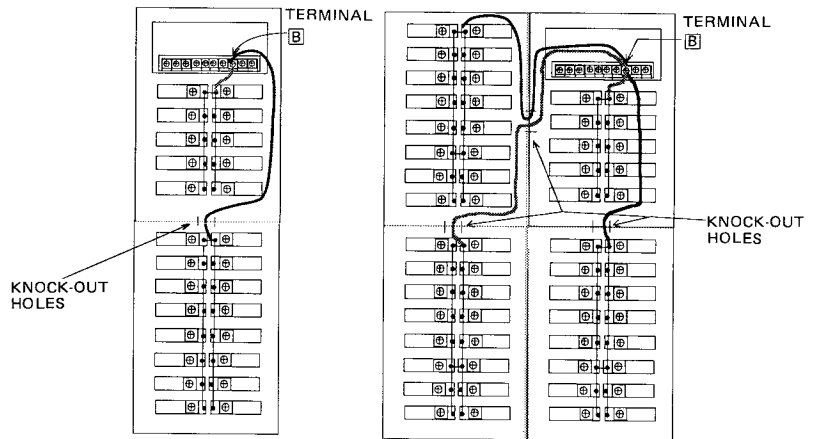 TERMINAL
B
KNOCK-OUT
HOLES
TERMINAL
B
KNOCK-OUT
HOLES